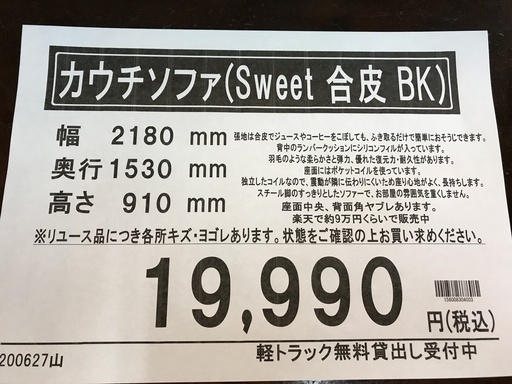 カウチソファ(Sweet 合皮 BK)
幅 2180 mm
奥行1530 mm
高さ 910 mm
張地は合皮でジュースやコーヒーをこぼしても、ふき取るだけで簡単におそうじできます。
背中のランバークッションにシリコンフィルが入っています。
羽毛のような柔らかさと弾力、優れた復元力・耐久性があります。
座面にはポケットコイルを使っています。
独立したコイルなので、震動が隣に伝わりにくいため座り心地がよく、長持ちします。
スチール脚のすっきりとしたソファーで、お部屋の雰囲気を重くしません。
座面中央、背面角ヤブレあります。
楽天で約9万円くらいで販売中
※リユース品につき各所キズ・ヨゴレあります。状態をご確認の上お買い求めください。
19,990 円(税込)
156008304003
200627山
軽トラック無料貸出し受付中